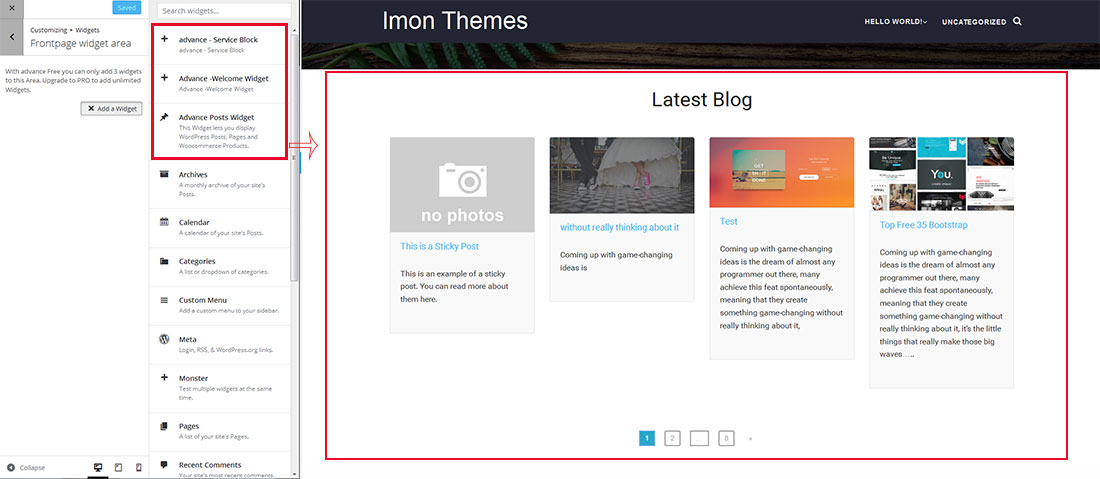 Saved
Customizing • Widgets
Frontpage widget area
With advance Free you can only add 3 widgets
to this Area. Upgrade to PRO to add unlimited
Widgets.
Add a Widget
Collapse
Search widgets...
advance - Service Block
advance - Service Block
Advance -Welcome Widget
Advance -Welcome Widget
Advance Posts Widget
This Widget lets you display
WordPress Posts, Pages and
Woocommerce Products.
Archives
A monthly archive of your site's
Posts.
Calendar
A calendar of your site's Posts.
Categories
A list or dropdown of categories.
Custom Menu
Add a custom menu to your sidebar.
Meta
Login, RSS, & WordPress.org links.
Monster
Test multiple widgets at the same
time.
Pages
A list of your site's Pages.
Recent Comments
Your site's most recent comments.
Imon Themes
HELLO WORLD!
UNCATEGORIZED
Latest Blog
no photos
This is a Sticky Post
This is an example of a sticky
post. You can read more about
them here.
without really thinking about it
Coming up with game-changing
ideas is
GET
SH*IT
DONE
Test
Coming up with game-changing
ideas is the dream of almost any
programmer out there, many
achieve this feat spontaneously,
meaning that they create
something game-changing without
really thinking about it,
Be Unique
You.
Top Free 35 Bootstrap
Coming up with game-changing
ideas is the dream of almost any
programmer out there, many
achieve this feat spontaneously,
meaning that they create
something game-changing without
really thinking about it, it's the little
things that really make those big
waves…..
1 2 … 8 »